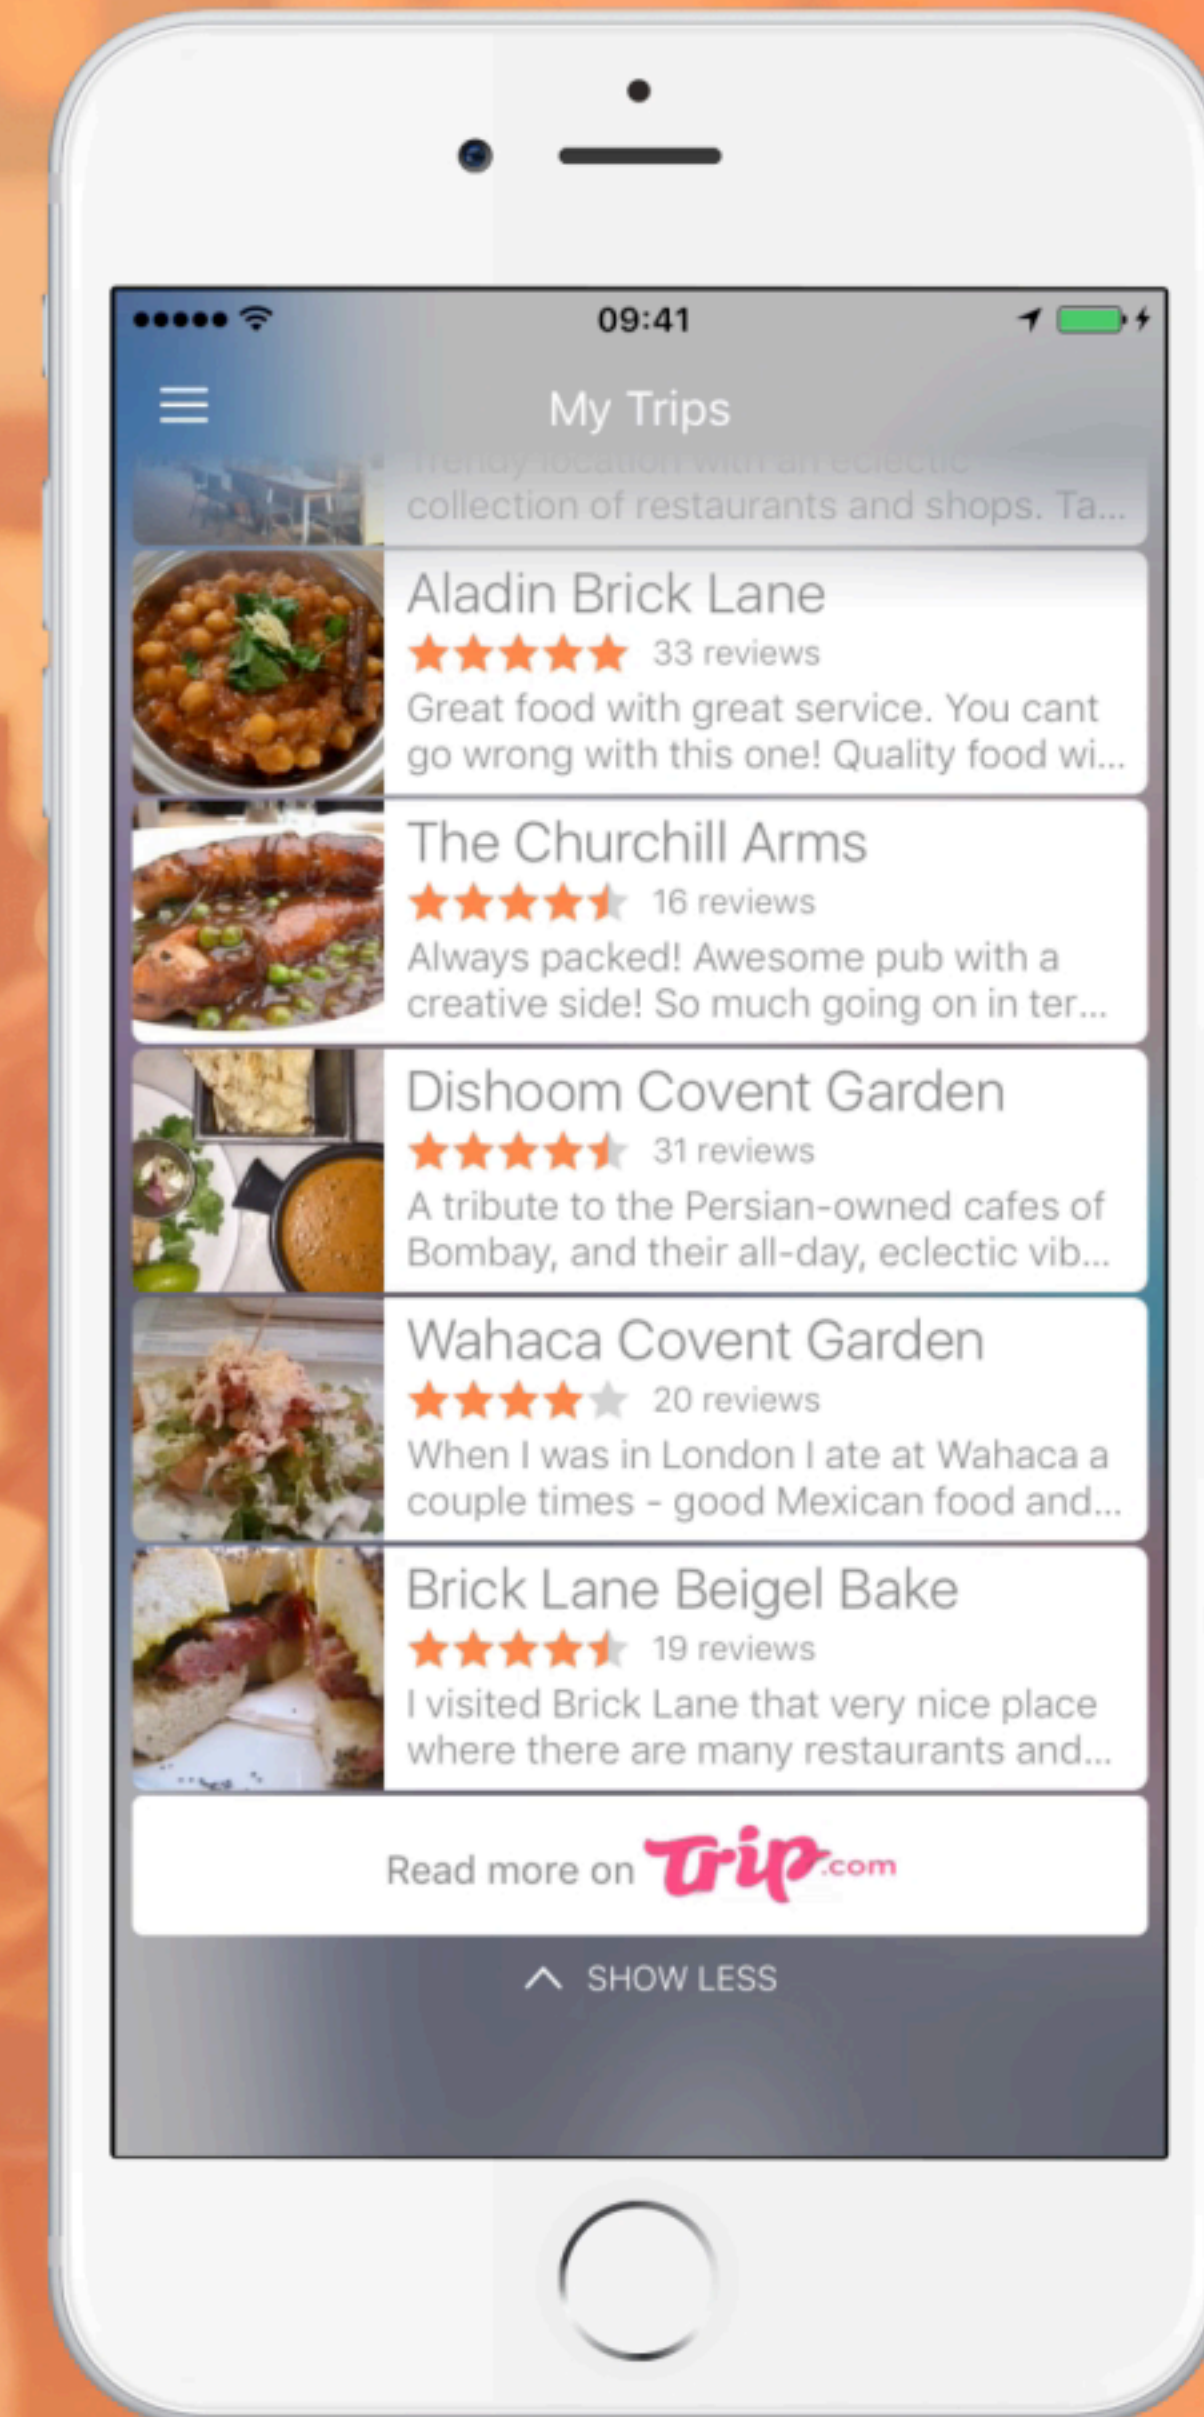 09:41
My Trips
Trendy location with an eclectic
collection of restaurants and shops. Ta...
Aladin Brick Lane
33 reviews
Great food with great service. You cant
go wrong with this one! Quality food wi...
The Churchill Arms
16 reviews
Always packed! Awesome pub with a
creative side! So much going on in ter...
Dishoom Covent Garden
31 reviews
A tribute to the Persian-owned cafes of
Bombay, and their all-day, eclectic vib...
Wahaca Covent Garden
20 reviews
When I was in London I ate at Wahaca a
couple times - good Mexican food and...
Brick Lane Beigel Bake
19 reviews
I visited Brick Lane that very nice place
where there are many restaurants and...
Read more on Trip.com
SHOW LESS